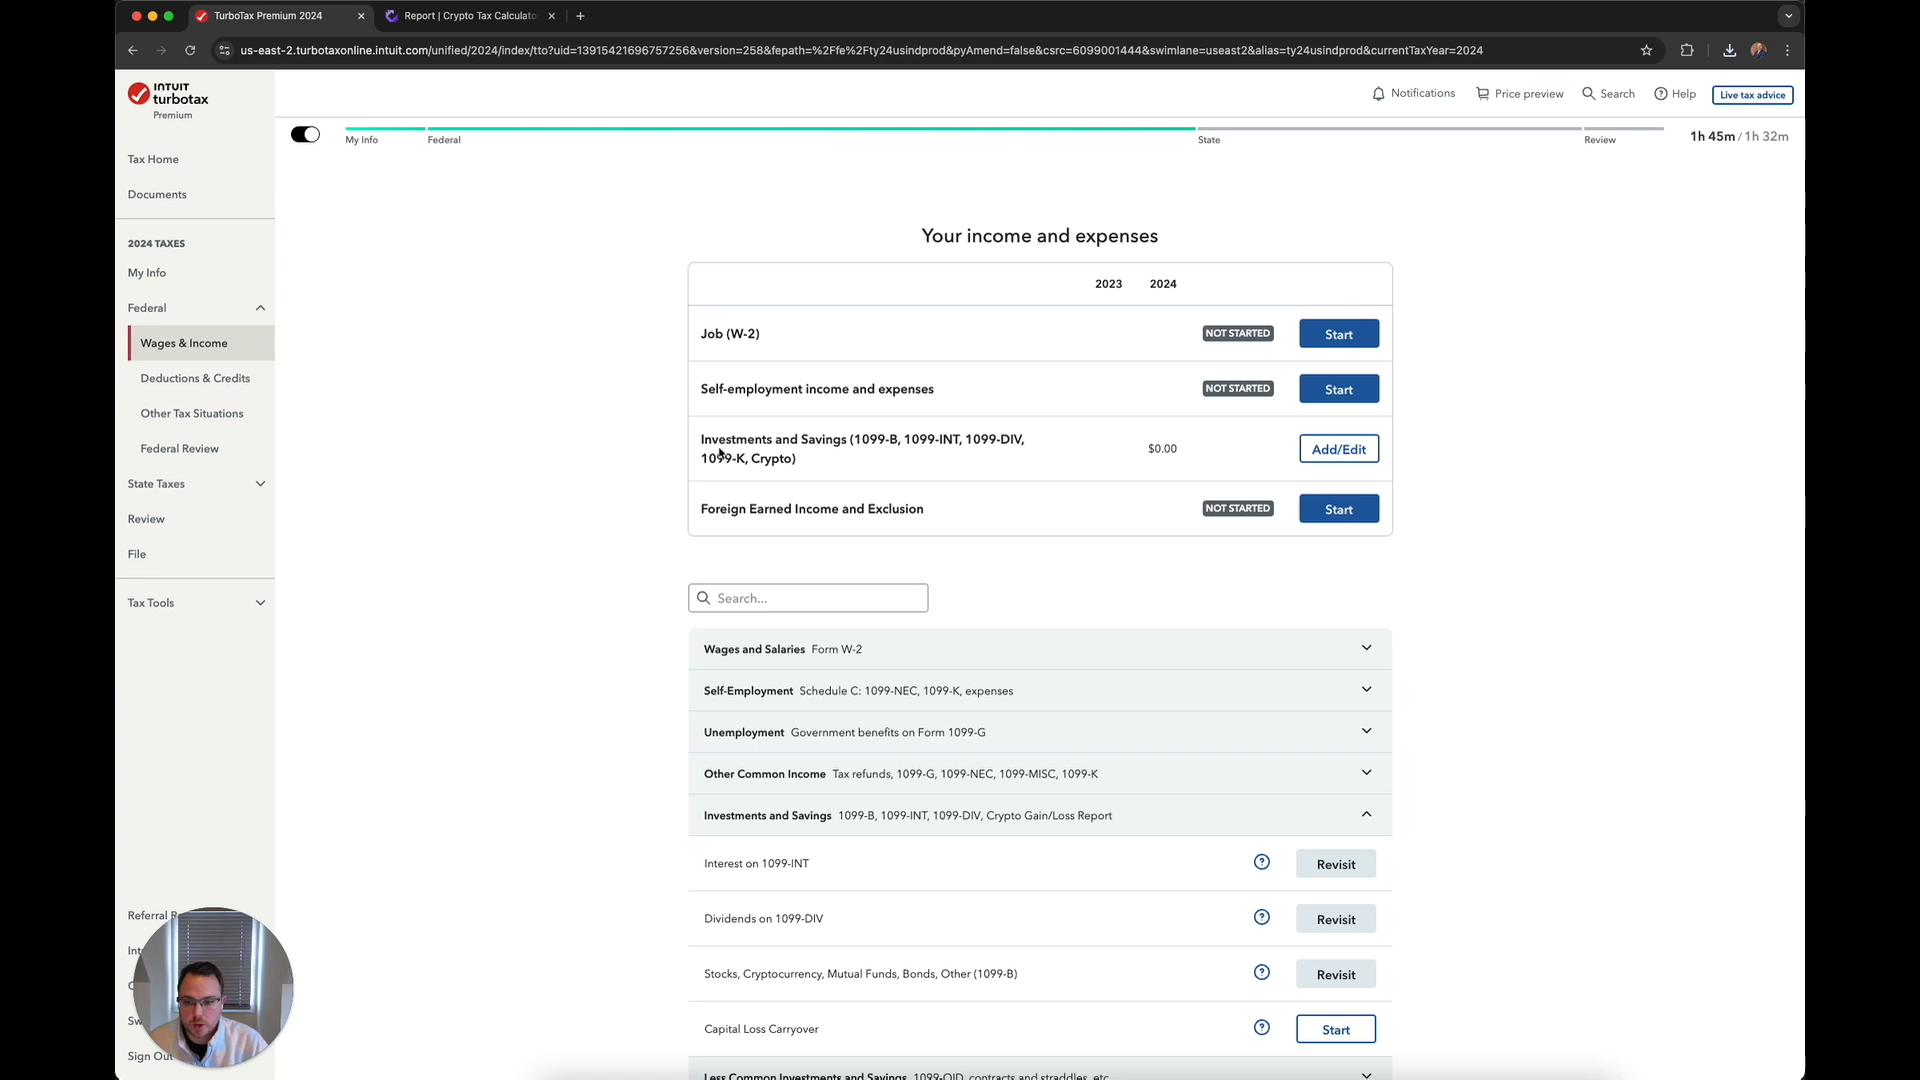 TurboTax Premium 2024
Report | Crypto Tax Calculato
us-east-2.turbotaxonline.intuit.com/unified/2024/index/tto?uid=13915421696757256&version=258&fepath=%2Ffe%2Fty24usindprod&pyAmend=false&csrc=6099001444&swimlane=useast2&alias=ty24usindprod&currentTaxYear=2024
INTUIT
turbotax
Premium
Notifications
Price preview
Search
Help
Live tax advice
My Info
Federal
State
Review
1h 45m / 1h 32m
Tax Home
Documents
2024 TAXES
My Info
Federal
Wages & Income
Deductions & Credits
Other Tax Situations
Federal Review
State Taxes
Review
File
Tax Tools
Referral R
Int
Sw
Sign Out
Your income and expenses
2023 2024
Job (W-2) NOT STARTED Start
Self-employment income and expenses NOT STARTED Start
Investments and Savings (1099-B, 1099-INT, 1099-DIV,
1099-K, Crypto) $0.00 Add/Edit
Foreign Earned Income and Exclusion NOT STARTED Start
Search...
Wages and Salaries Form W-2
Self-Employment Schedule C: 1099-NEC, 1099-K, expenses
Unemployment Government benefits on Form 1099-G
Other Common Income Tax refunds, 1099-G, 1099-NEC, 1099-MISC, 1099-K
Investments and Savings 1099-B, 1099-INT, 1099-DIV, Crypto Gain/Loss Report
Interest on 1099-INT Revisit
Dividends on 1099-DIV Revisit
Stocks, Cryptocurrency, Mutual Funds, Bonds, Other (1099-B) Revisit
Capital Loss Carryover Start
Less Common Investments and Savings 1099-OID, contracts and straddles, etc.